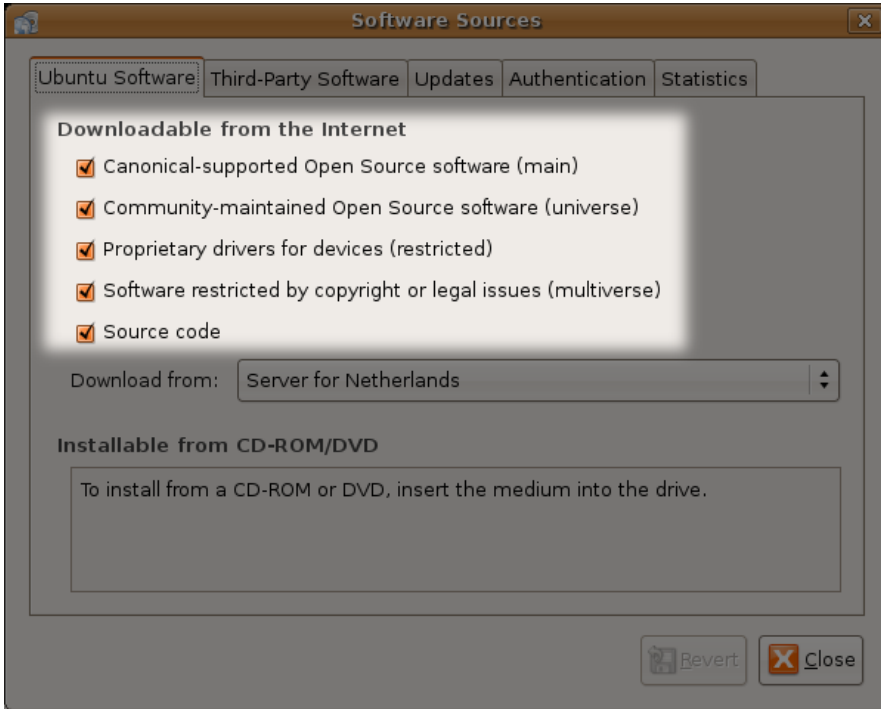 Software Sources
Ubuntu Software Third-Party Software Updates Authentication Statistics
Downloadable from the Internet
Canonical-supported Open Source software (main)
Community-maintained Open Source software (universe)
Proprietary drivers for devices (restricted)
Software restricted by copyright or legal issues (multiverse)
Source code
Download from: Server for Netherlands
Installable from CD-ROM/DVD
To install from a CD-ROM or DVD, insert the medium into the drive.
Revert Close